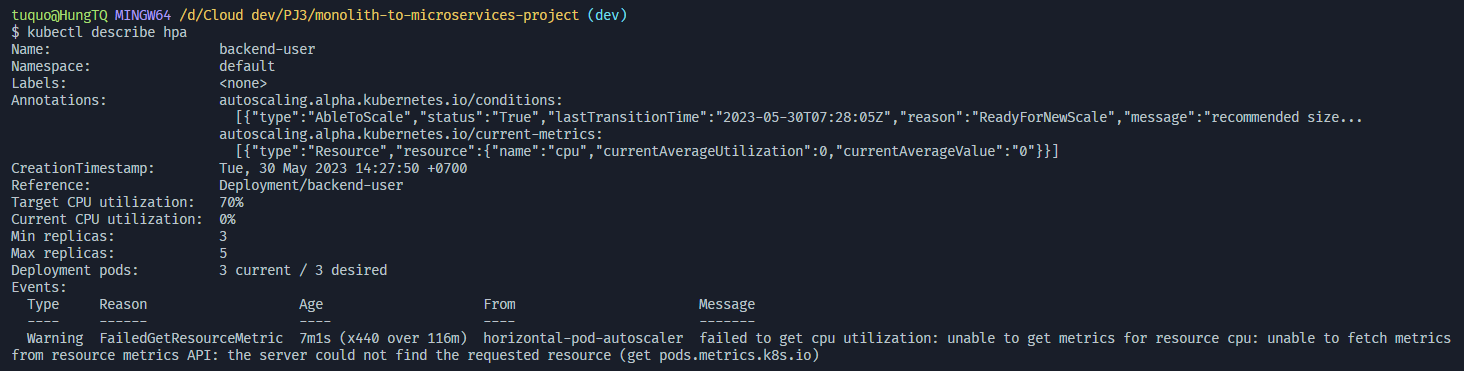 tuquo@HungTQ MINGW64 /d/Cloud dev/PJ3/monolith-to-microservices-project (dev)
$ kubectl describe hpa
Name:                     backend-user
Namespace:                default
Labels:                   <none>
Annotations:              autoscaling.alpha.kubernetes.io/conditions:
                            [{"type":"AbleToScale","status":"True","lastTransitionTime":"2023-05-30T07:28:05Z","reason":"ReadyForNewScale","message":"recommended size...
                          autoscaling.alpha.kubernetes.io/current-metrics:
                            [{"type":"Resource","resource":{"name":"cpu","currentAverageUtilization":0,"currentAverageValue":"0"}}]
CreationTimestamp:        Tue, 30 May 2023 14:27:50 +0700
Reference:                Deployment/backend-user
Target CPU utilization:   70%
Current CPU utilization:  0%
Min replicas:             3
Max replicas:             5
Deployment pods:          3 current / 3 desired
Events:
  Type     Reason                   Age                    From                       Message
  ----     ------                   ----                   ----                       -------
  Warning  FailedGetResourceMetric  7m1s (x440 over 116m)  horizontal-pod-autoscaler  failed to get cpu utilization: unable to get metrics for resource cpu: unable to fetch metrics
from resource metrics API: the server could not find the requested resource (get pods.metrics.k8s.io)